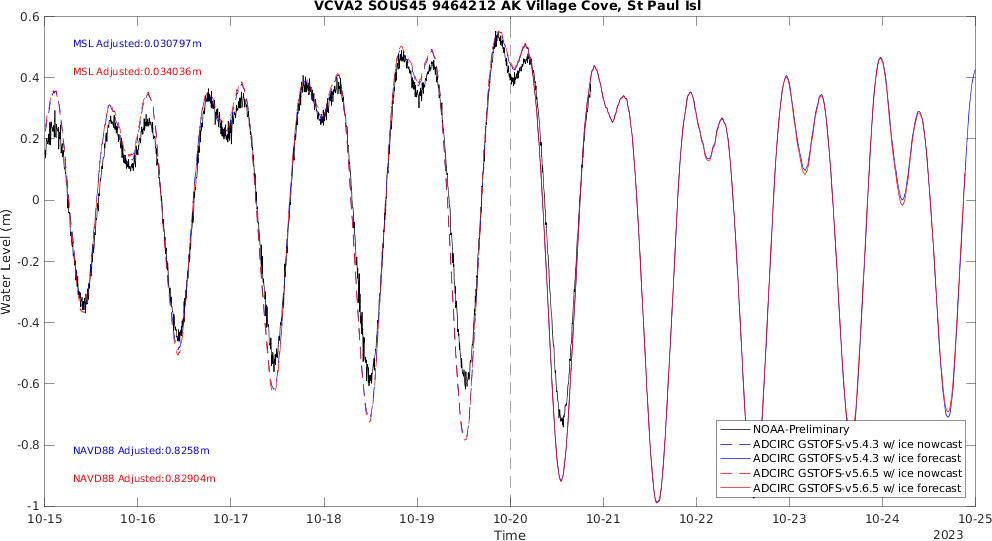 VCVA2 SOUS45 9464212 AK Village Cove, St Paul Isl
0.6
0.4
0.2
0
-0.2
-0.4
-0.6
-0.8
-1
Water Level (m)
MSL Adjusted:0.030797m
MSL Adjusted:0.034036m
NAVD88 Adjusted:0.8258m
NAVD88 Adjusted:0.82904m
NOAA-Preliminary
ADCIRC GSTOFS-v5.4.3 w/ ice nowcast
ADCIRC GSTOFS-v5.4.3 w/ ice forecast
ADCIRC GSTOFS-v5.6.5 w/ ice nowcast
ADCIRC GSTOFS-v5.6.5 w/ ice forecast
10-15 10-16 10-17 10-18 10-19 10-20 10-21 10-22 10-23 10-24 10-25
Time
2023